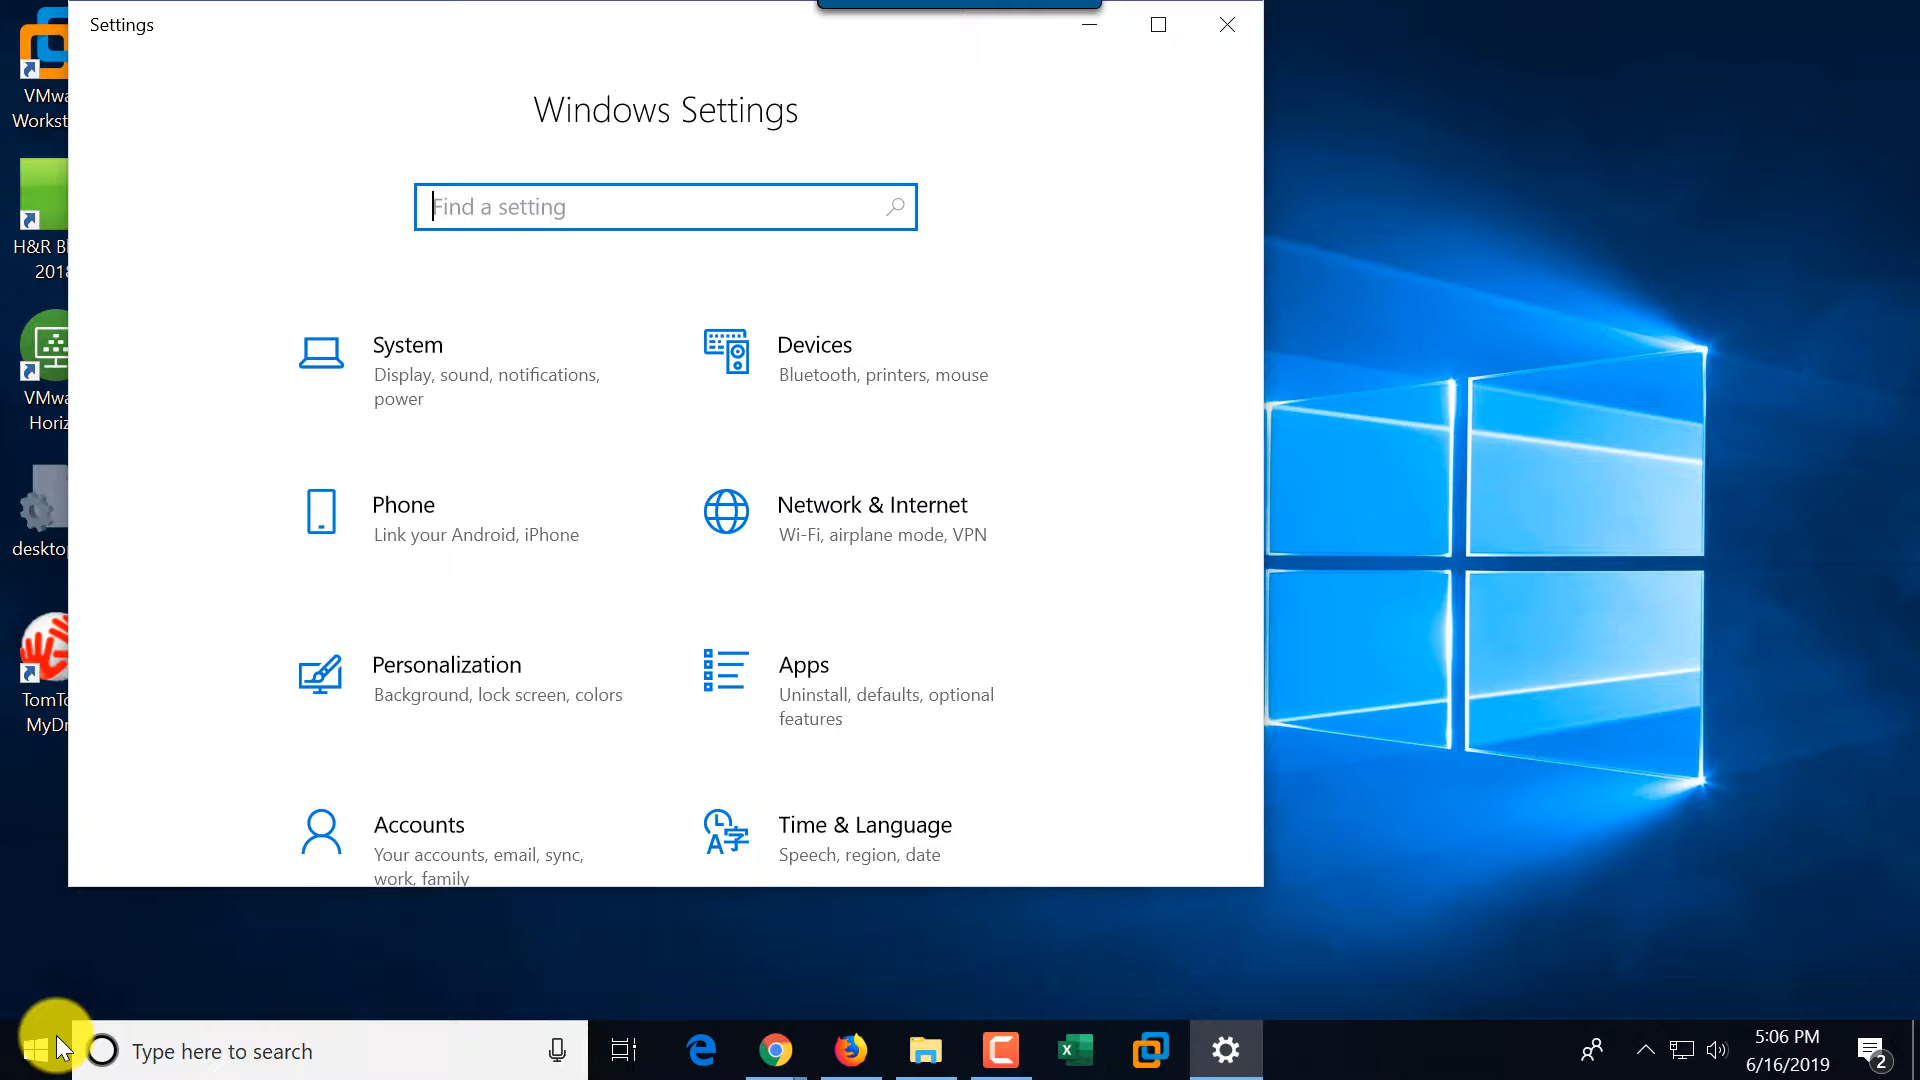 Settings
Windows Settings
Find a setting
System
Display, sound, notifications,
power
Devices
Bluetooth, printers, mouse
Phone
Link your Android, iPhone
Network & Internet
Wi-Fi, airplane mode, VPN
Personalization
Background, lock screen, colors
Apps
Uninstall, defaults, optional
features
Accounts
Your accounts, email, sync,
work, family
Time & Language
Speech, region, date
VMwa
Workst
H&R Bl
2018
VMwa
Horiz
deskto
TomTo
MyDr
Type here to search
5:06 PM
6/16/2019
2